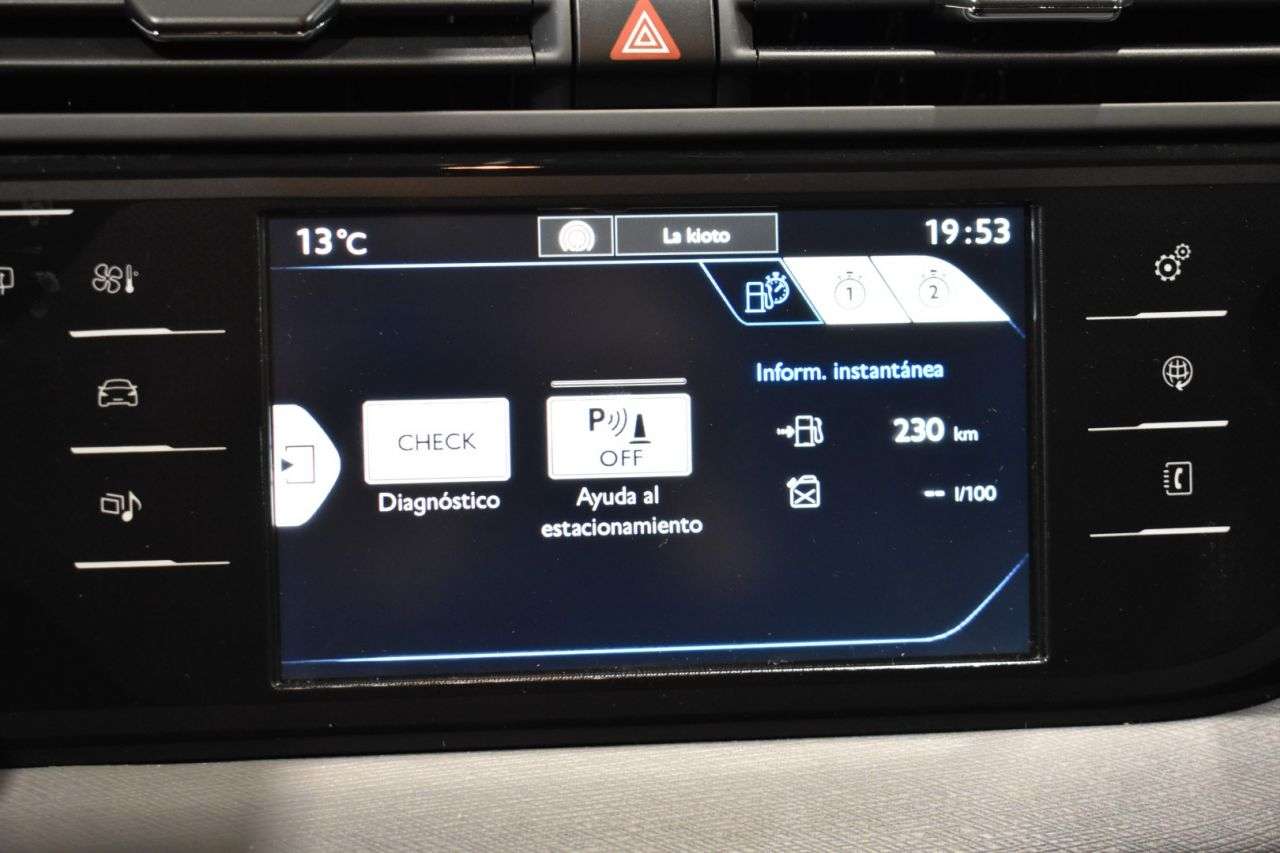 13°C
La kioto
19:53
1
2
Inform. instantánea
230 km
-- l/100
CHECK
Diagnóstico
P
OFF
Ayuda al
estacionamiento